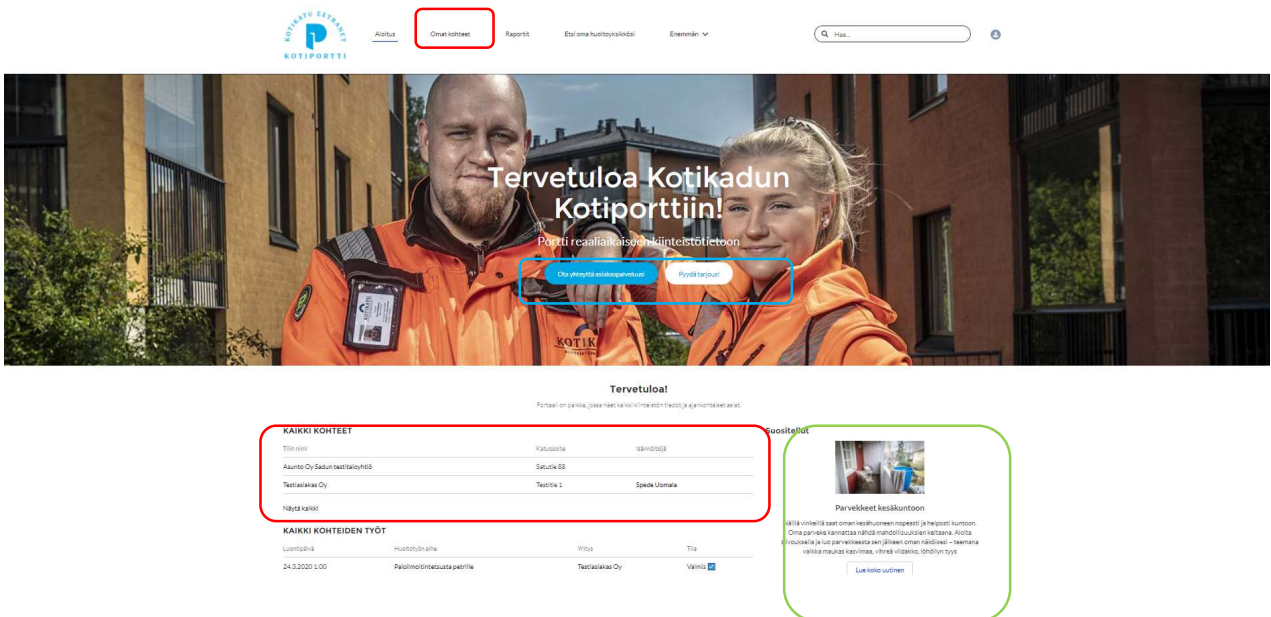 KOTIKATU EXTRANET
KOTIPORTTI
Aloitus
Omat kohteet
Raportit
Etsi oma huoltoyksikkösi
Enemmän
Hae...
Tervetuloa Kotikadun
Kotiporttiin!
Portti reaaliaikaiseen kiinteistötietoon
Ota yhteyttä asiakaspalveluusi
Pyydä tarjous!
KOTIK
Tervetuloa!
Portaali on paikka, jossa näet kaikki kiinteistön tiedot ja ajankohtaiset asiat.
KAIKKI KOHTEET
Tilin nimi Katuosoite Isännöitsijä
Asunto Oy Sadun testitaloyhtiö Satutie 88
Testiasiakas Oy Testitie 1 Spede Uomala
Näytä kaikki
KAIKKI KOHTEIDEN TYÖT
Luontipäivä Huoltotyön aihe Yritys Tila
24.3.2020 1:00 Paloilmoitintetsusta petrille Testiasiakas Oy Valmis
Suositellut
Parvekkeet kesäkuntoon
Näillä vinkeillä saat oman kesähuoneen nopeasti ja helposti kuntoon.
Oma parveke kannattaa nähdä mahdollisuuksien keitaana. Aloita
siivouksella ja luo parvekkeesta sen jälkeen oman näköisesi – teemana
vaikka maukas kasvimaa, vihreä viidakko, löhöilyn tyys
Lue koko uutinen